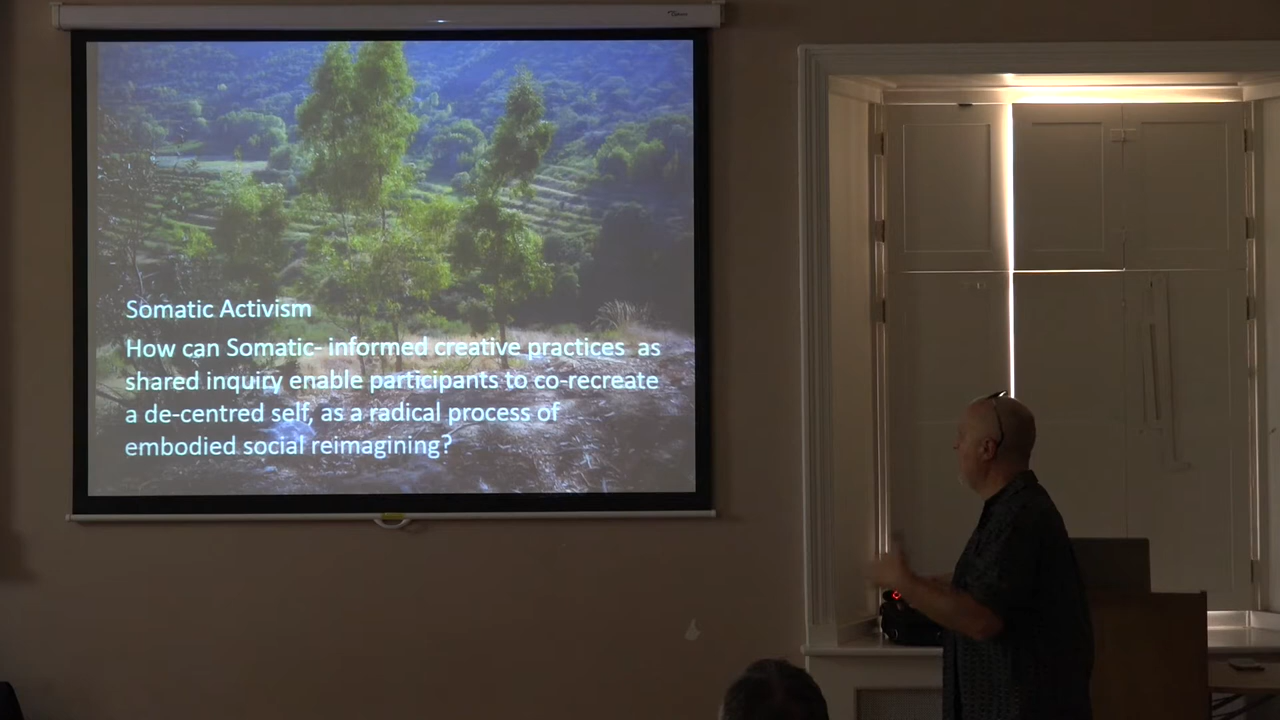 Somatic Activism
How can Somatic- informed creative practices as
shared inquiry enable participants to co-recreate
a de-centred self, as a radical process of
embodied social reimagining?